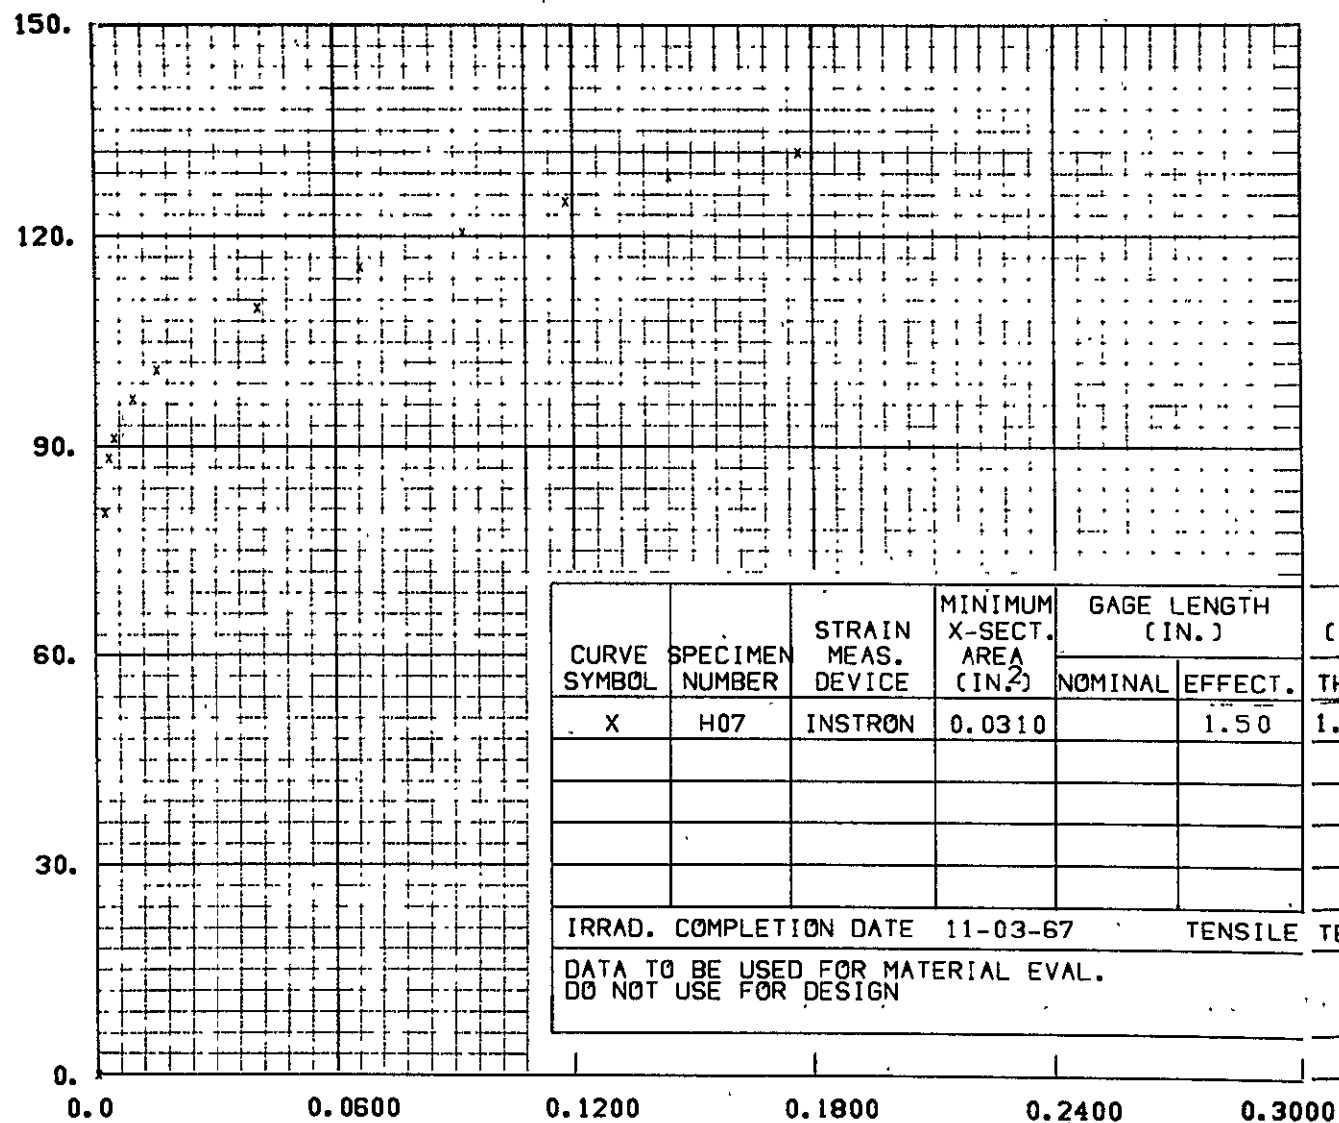 150.
120.
90.
60.
30.
0.
0.0 0.0600 0.1200 0.1800 0.2400 0.3000
CURVE SYMBOL SPECIMEN NUMBER STRAIN MEAS. DEVICE MINIMUM X-SECT. AREA (IN.2) GAGE LENGTH (IN.)
NOMINAL EFFECT.
X H07 INSTRON 0.0310 1.50 1.
IRRAD. COMPLETION DATE 11-03-67 TENSILE
DATA TO BE USED FOR MATERIAL EVAL.
DO NOT USE FOR DESIGN